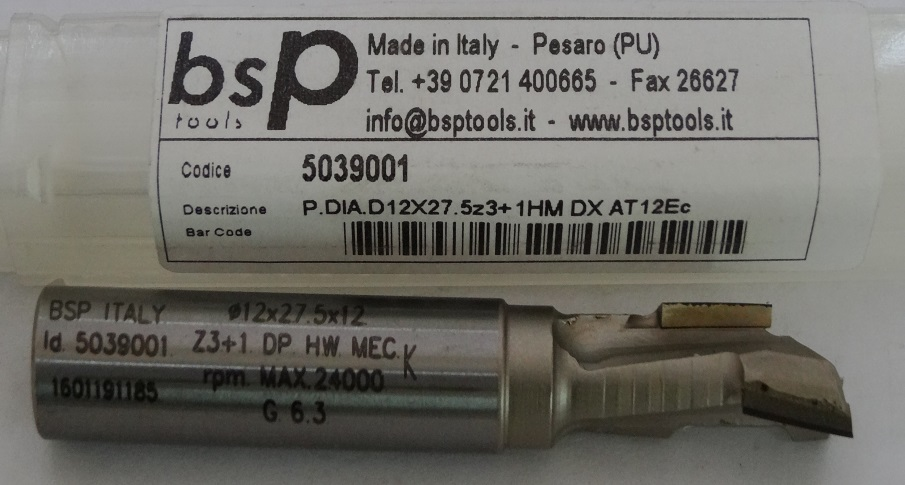 bsp
tools
Made in Italy - Pesaro (PU)
Tel. +39 0721 400665 - Fax 26627
info@bsptools.it - www.bsptools.it
Codice 5039001
Descrizione P.DIA.D12X27.5z3+1HM DX AT12Ec
Bar Code
BSP ITALY ø12x27.5x12
Id. 5039001 Z3+1 DP HW MEC. K
1601191185 rpm. MAX.24000
G 6.3